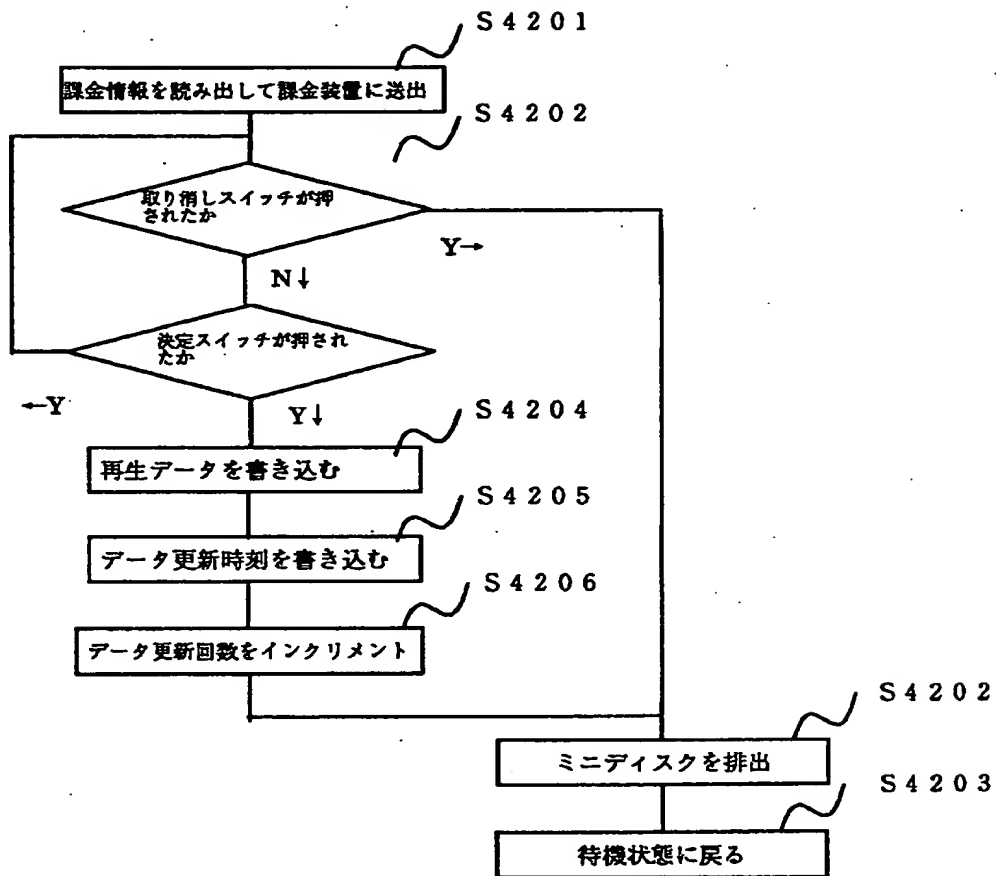 S4201
課金情報を読み出して課金装置に送出
S4202
取り消しスイッチが押
されたか
Y→
N↓
決定スイッチが押され
たか
←Y
Y↓
S4204
再生データを書き込む
S4205
データ更新時刻を書き込む
S4206
データ更新回数をインクリメント
S4202
ミニディスクを排出
S4203
待機状態に戻る